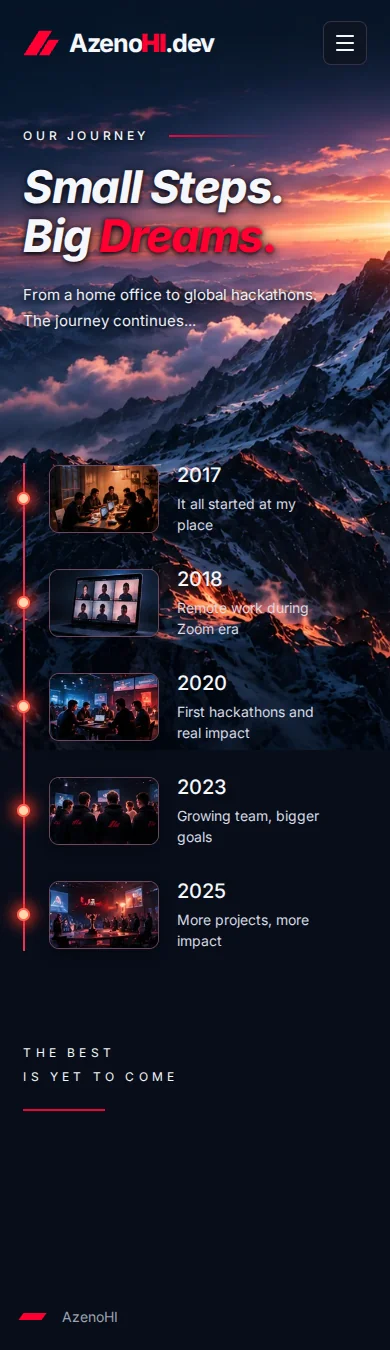 AzenoHI.dev
OUR JOURNEY
Small Steps.
Big Dreams.
From a home office to global hackathons.
The journey continues...
2017
It all started at my
place
2018
Remote work during
Zoom era
2020
First hackathons and
real impact
2023
Growing team, bigger
goals
2025
More projects, more
impact
THE BEST
IS YET TO COME
AzenoHI